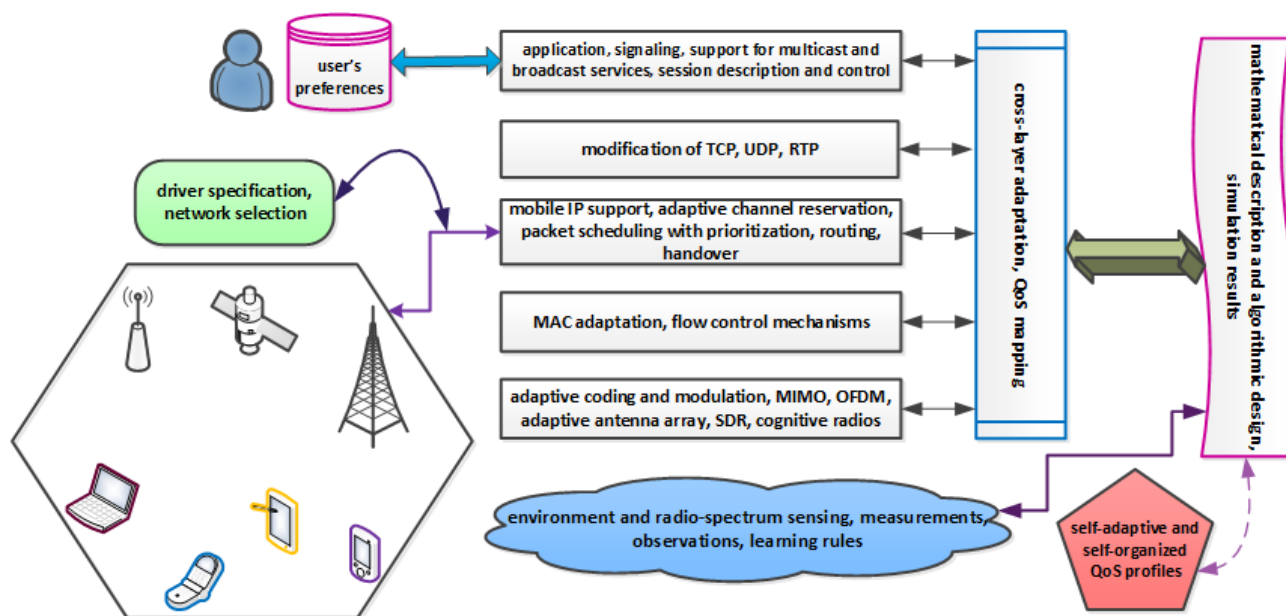 user's
preferences
application, signaling, support for multicast and
broadcast services, session description and control
modification of TCP, UDP, RTP
driver specification,
network selection
mobile IP support, adaptive channel reservation,
packet scheduling with prioritization, routing,
handover
MAC adaptation, flow control mechanisms
adaptive coding and modulation, MIMO, OFDM,
adaptive antenna array, SDR, cognitive radios
cross-layer adaptation, QoS mapping
mathematical description and algorithmic design,
simulation results
environment and radio-spectrum sensing, measurements,
observations, learning rules
self-adaptive and
self-organized
QoS profiles